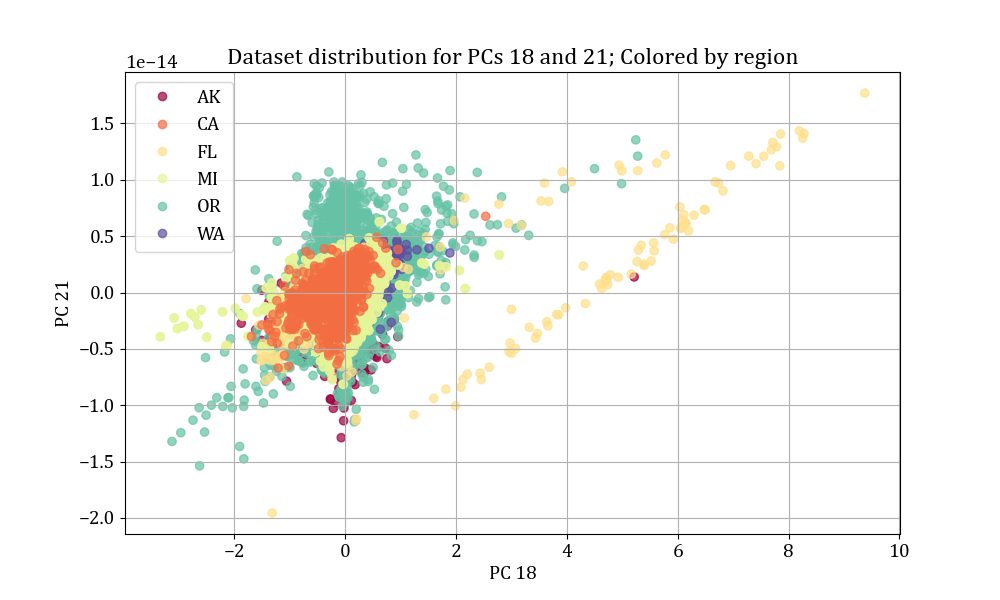 Dataset distribution for PCs 18 and 21; Colored by region
1e−14
AK
CA
FL
MI
OR
WA
1.5
1.0
0.5
0.0
−0.5
−1.0
−1.5
−2.0
PC 21
−2
0
2
4
6
8
10
PC 18